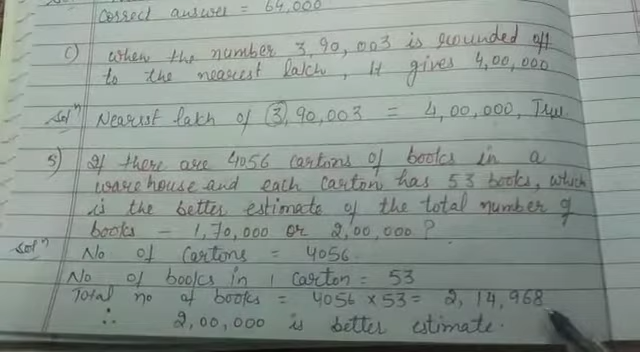 correct answer = 64,000
c) when the number 3,90,003 is rounded off
to the nearest lakh, it gives 4,00,000
Solⁿ Nearest lakh of 3,90,003 = 4,00,000, True.
5) If there are 4056 cartons of books in a
warehouse and each carton has 53 books, which
is the better estimate of the total number of
books - 1,70,000 or 2,00,000?
Solⁿ No of Cartons = 4056.
No of books in 1 carton = 53
Total no of books = 4056 × 53 = 2,14,968
∴ 2,00,000 is better estimate.